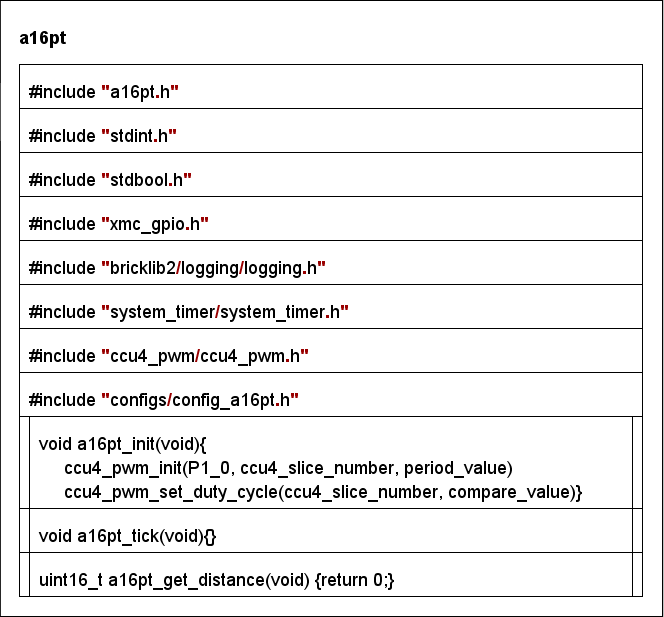 a16pt
#include "a16pt.h"
#include "stdint.h"
#include "stdbool.h"
#include "xmc_gpio.h"
#include "bricklib2/logging/logging.h"
#include "system_timer/system_timer.h"
#include "ccu4_pwm/ccu4_pwm.h"
#include "configs/config_a16pt.h"
void a16pt_init(void){
ccu4_pwm_init(P1_0, ccu4_slice_number, period_value)
ccu4_pwm_set_duty_cycle(ccu4_slice_number, compare_value)}
void a16pt_tick(void){}
uint16_t a16pt_get_distance(void) {return 0;}